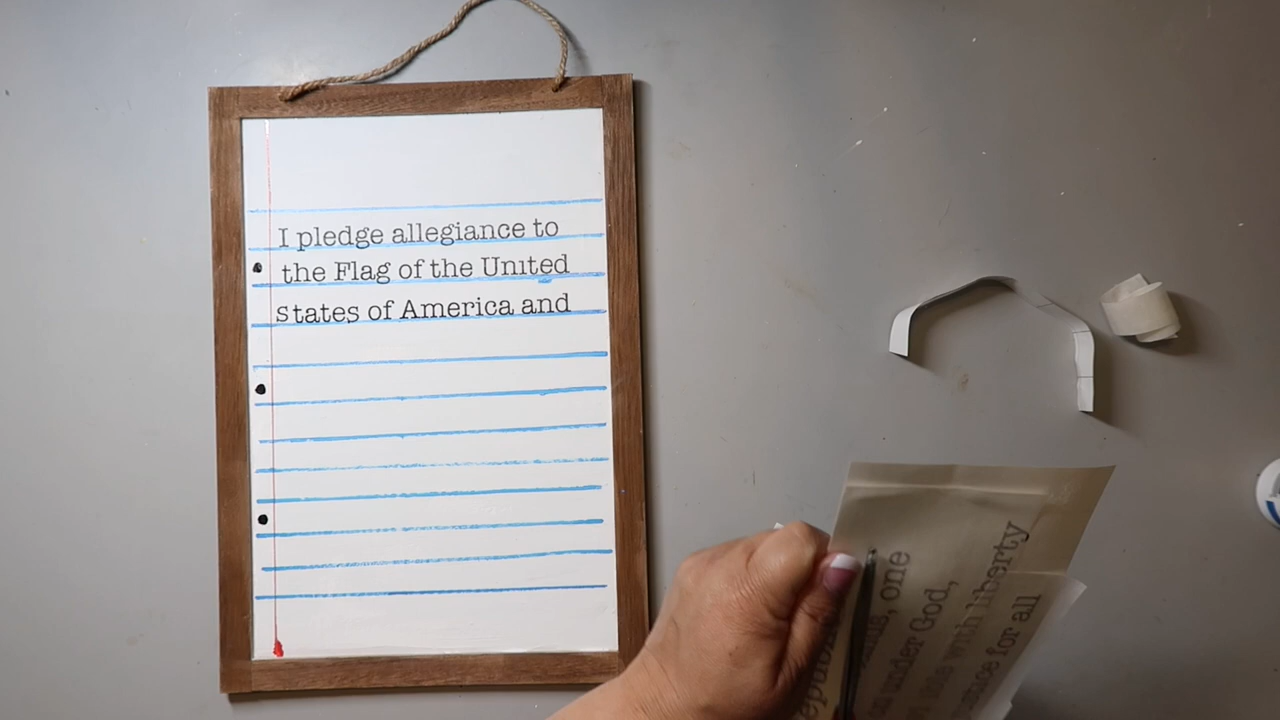 I pledge allegiance to
the Flag of the United
states of America and
one
under God,
with liberty
for all